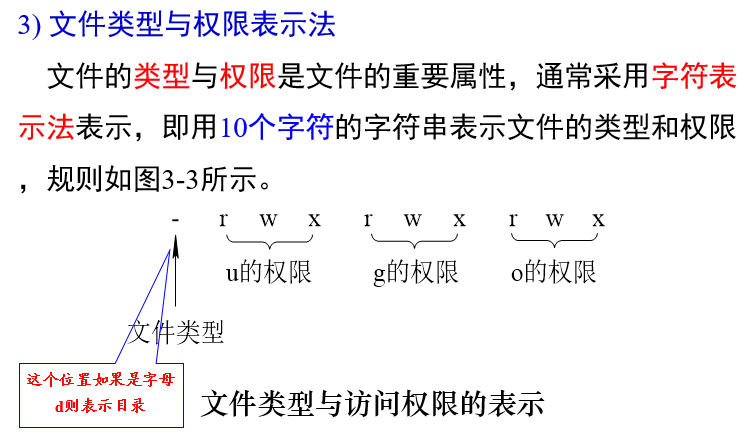 3) 文件类型与权限表示法
文件的类型与权限是文件的重要属性，通常采用字符表
示法表示，即用10个字符的字符串表示文件的类型和权限
，规则如图3-3所示。
- r w x r w x r w x
u的权限 g的权限 o的权限
文件类型
这个位置如果是字母
d则表示目录
文件类型与访问权限的表示